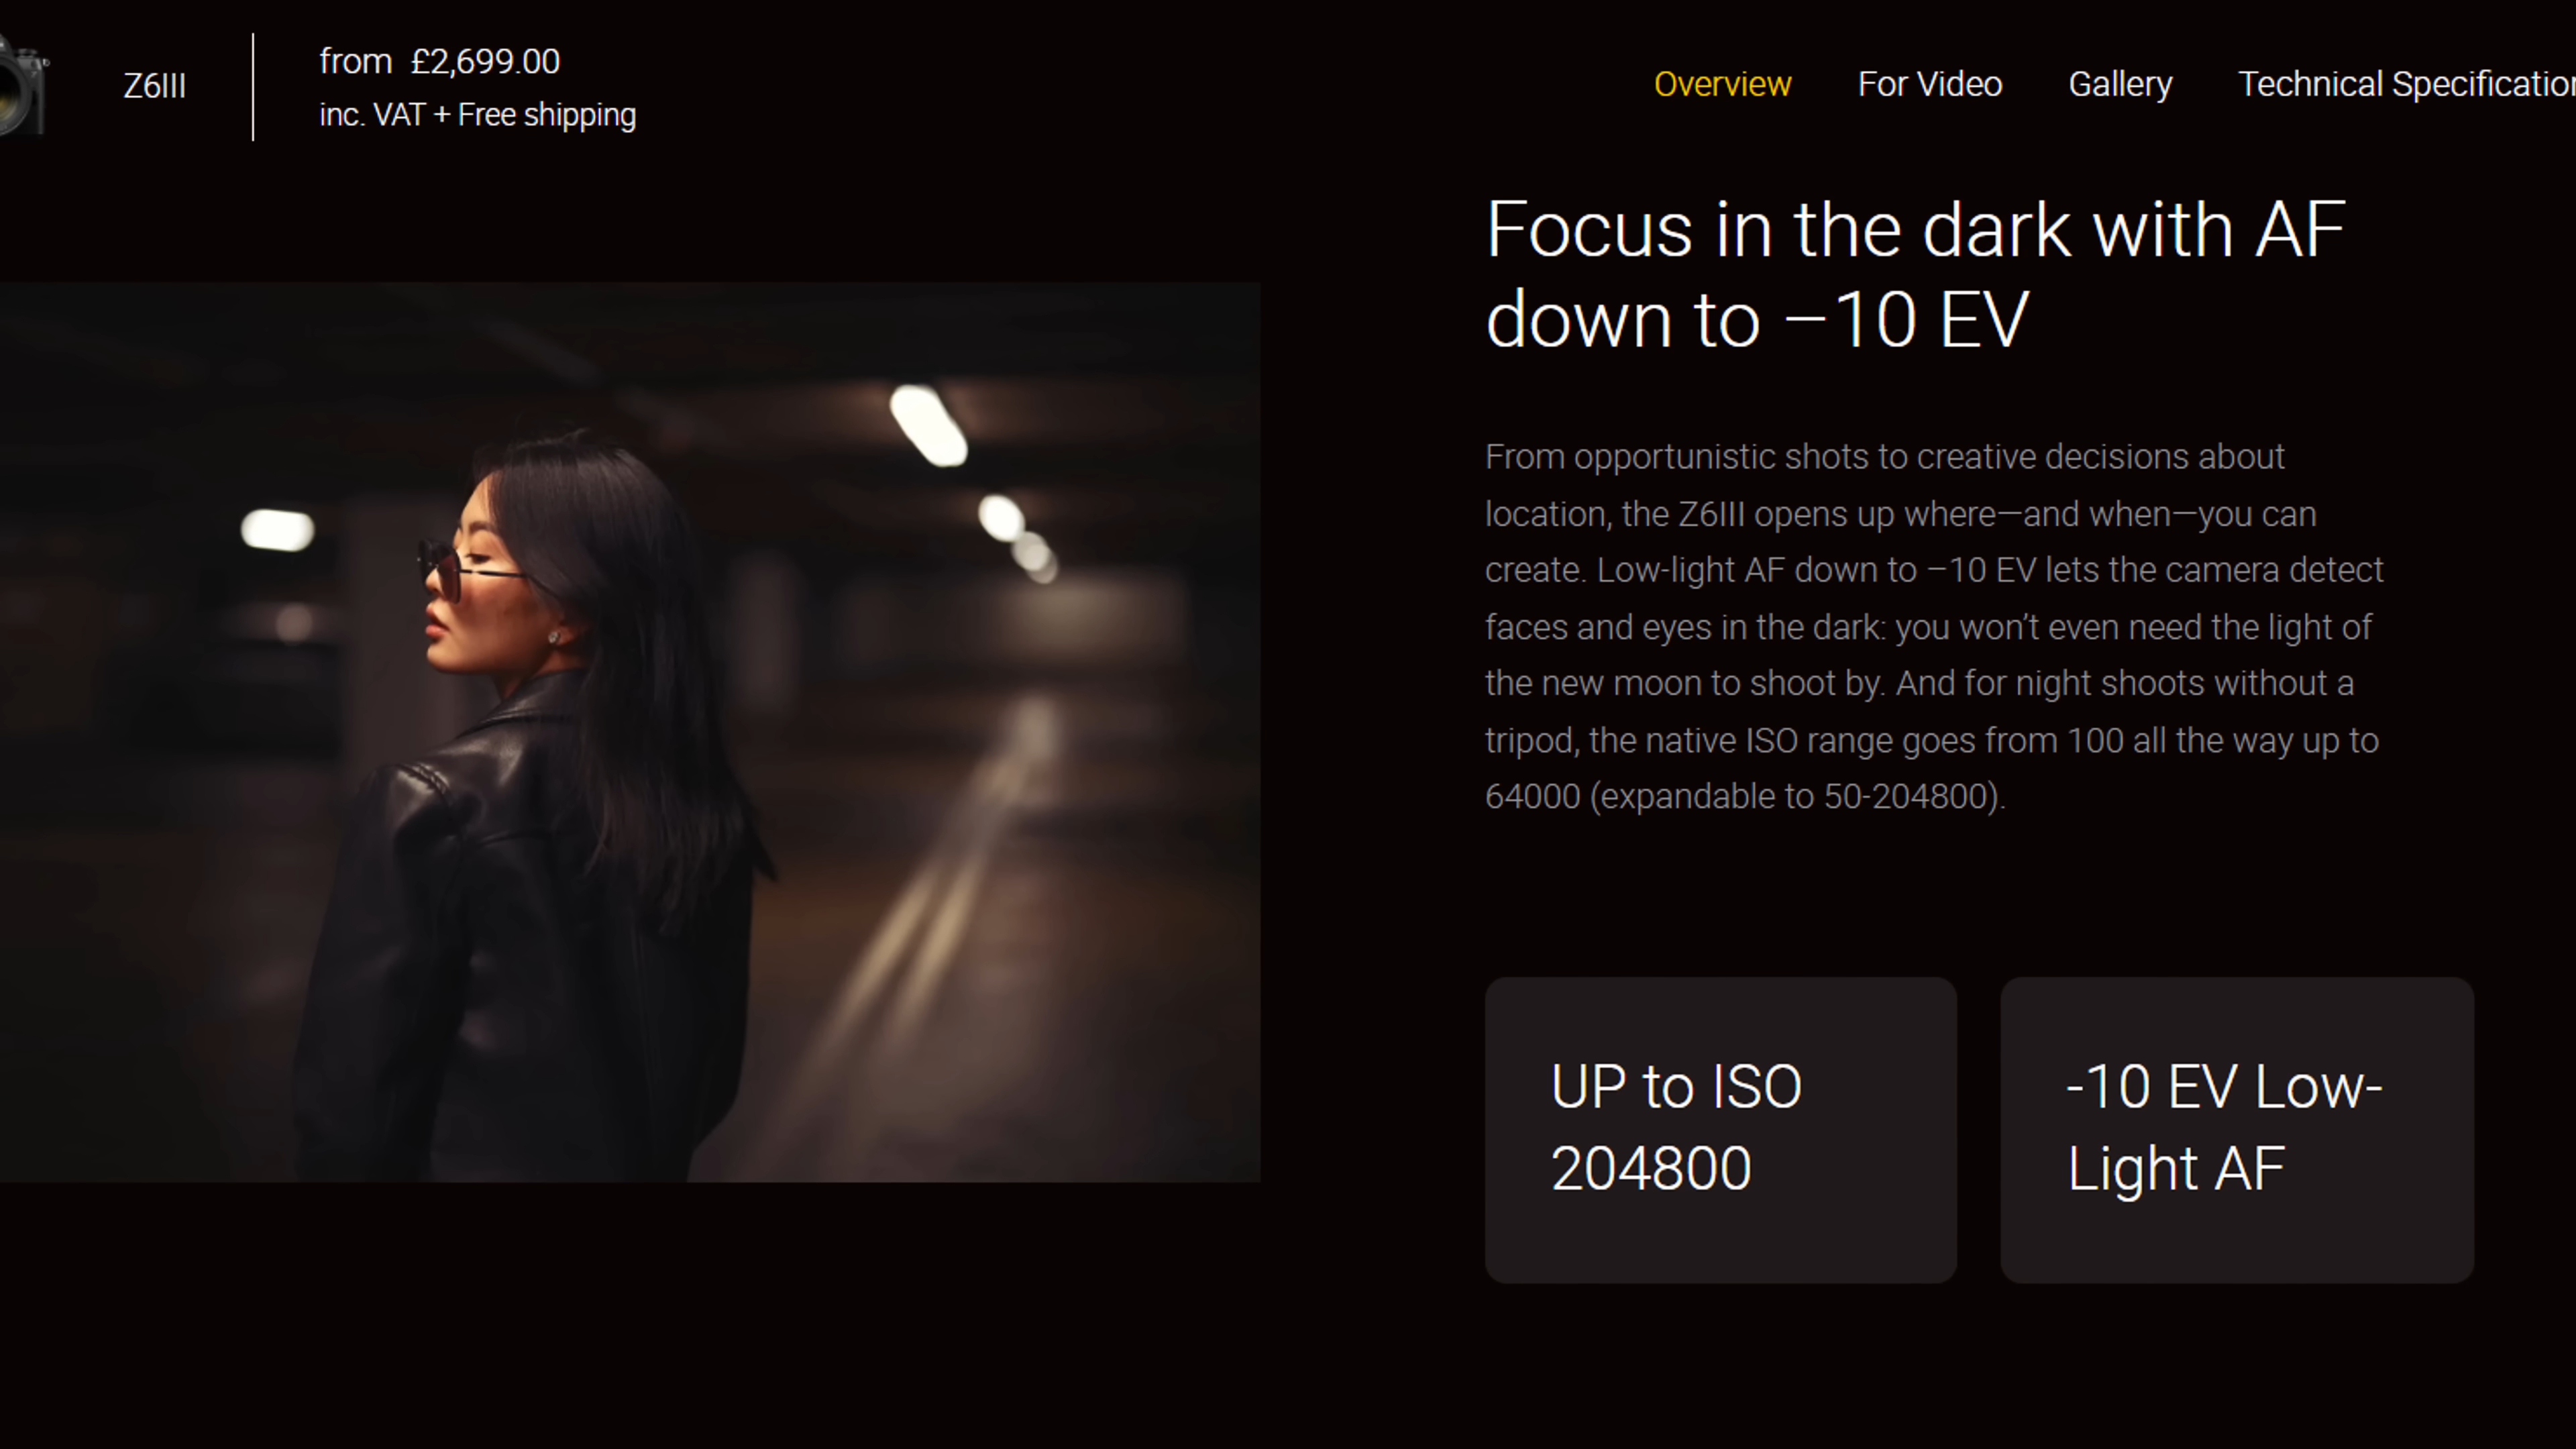 Z6III
from £2,699.00
inc. VAT + Free shipping
Overview For Video Gallery Technical Specification
Focus in the dark with AF
down to –10 EV
From opportunistic shots to creative decisions about
location, the Z6III opens up where—and when—you can
create. Low-light AF down to –10 EV lets the camera detect
faces and eyes in the dark: you won’t even need the light of
the new moon to shoot by. And for night shoots without a
tripod, the native ISO range goes from 100 all the way up to
64000 (expandable to 50-204800).
UP to ISO
204800
-10 EV Low-
Light AF